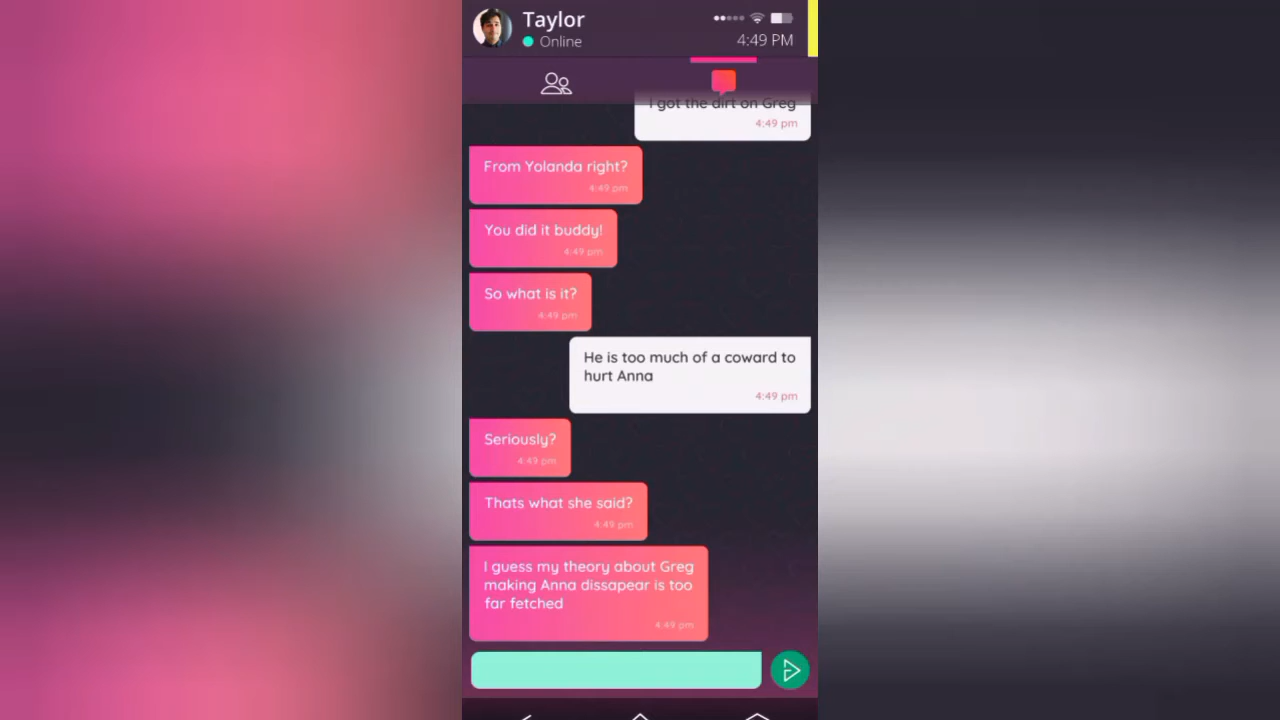 Taylor
Online
4:49 PM
I got the dirt on Greg
4:49 pm
From Yolanda right?
4:49 pm
You did it buddy!
4:49 pm
So what is it?
4:49 pm
He is too much of a coward to
hurt Anna
4:49 pm
Seriously?
4:49 pm
Thats what she said?
4:49 pm
I guess my theory about Greg
making Anna dissapear is too
far fetched
4:49 pm